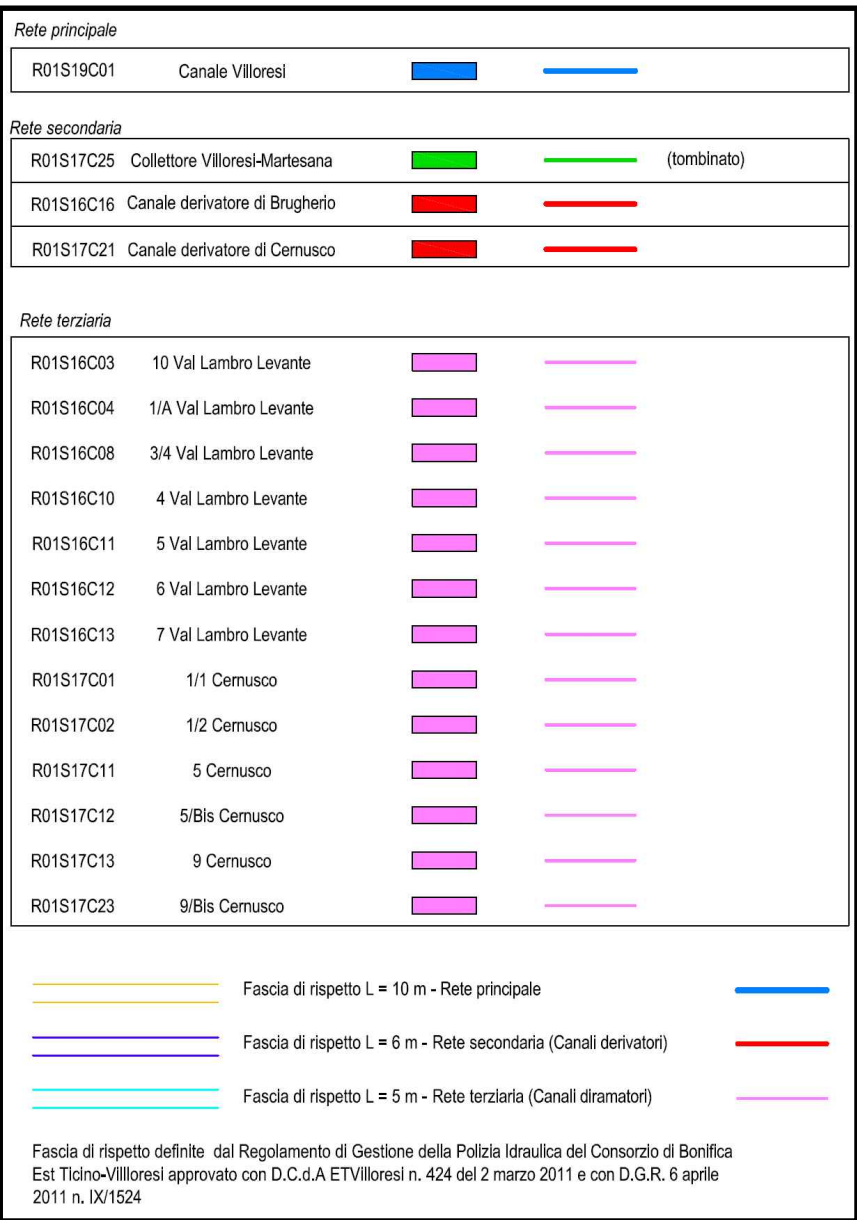 Rete principale
R01S19C01 Canale Villoresi
Rete secondaria
R01S17C25 Collettore Villoresi-Martesana (tombinato)
R01S16C16 Canale derivatore di Brugherio
R01S17C21 Canale derivatore di Cernusco
Rete terziaria
R01S16C03 10 Val Lambro Levante
R01S16C04 1/A Val Lambro Levante
R01S16C08 3/4 Val Lambro Levante
R01S16C10 4 Val Lambro Levante
R01S16C11 5 Val Lambro Levante
R01S16C12 6 Val Lambro Levante
R01S16C13 7 Val Lambro Levante
R01S17C01 1/1 Cernusco
R01S17C02 1/2 Cernusco
R01S17C11 5 Cernusco
R01S17C12 5/Bis Cernusco
R01S17C13 9 Cernusco
R01S17C23 9/Bis Cernusco
Fascia di rispetto L = 10 m - Rete principale
Fascia di rispetto L = 6 m - Rete secondaria (Canali derivatori)
Fascia di rispetto L = 5 m - Rete terziaria (Canali diramatori)
Fascia di rispetto definite dal Regolamento di Gestione della Polizia Idraulica del Consorzio di Bonifica
Est Ticino-Villloresi approvato con D.C.d.A ETVilloresi n. 424 del 2 marzo 2011 e con D.G.R. 6 aprile
2011 n. IX/1524